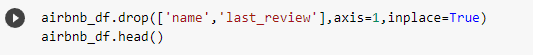 airbnb_df.drop(['name','last_review'],axis=1,inplace=True)
airbnb_df.head()